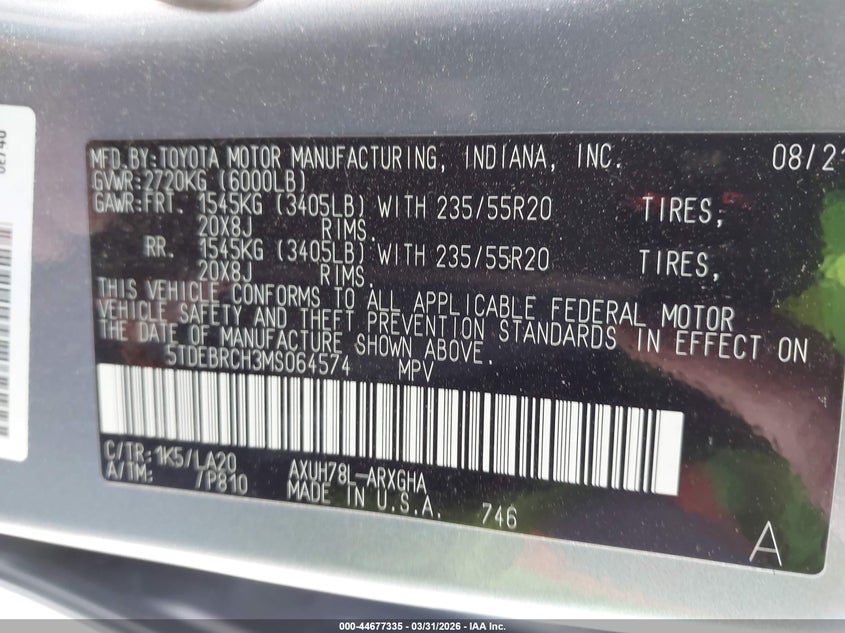 MFD.BY:TOYOTA MOTOR MANUFACTURING, INDIANA, INC. 08/21
GVWR:2720KG (6000LB)
GAWR:FRT. 1545KG (3405LB) WITH 235/55R20 TIRES,
20X8J RIMS.
RR. 1545KG (3405LB) WITH 235/55R20 TIRES,
20X8J RIMS.
THIS VEHICLE CONFORMS TO ALL APPLICABLE FEDERAL MOTOR
VEHICLE SAFETY AND THEFT PREVENTION STANDARDS IN EFFECT ON
THE DATE OF MANUFACTURE SHOWN ABOVE.
5TDEBRCH3MS064574 MPV
C/TR:1K5/LA20 AXUH78L-ARXGHA
A/TM: /P810 MADE IN U.S.A. 746
A
000-44677335 - 03/31/2026 - IAA Inc.